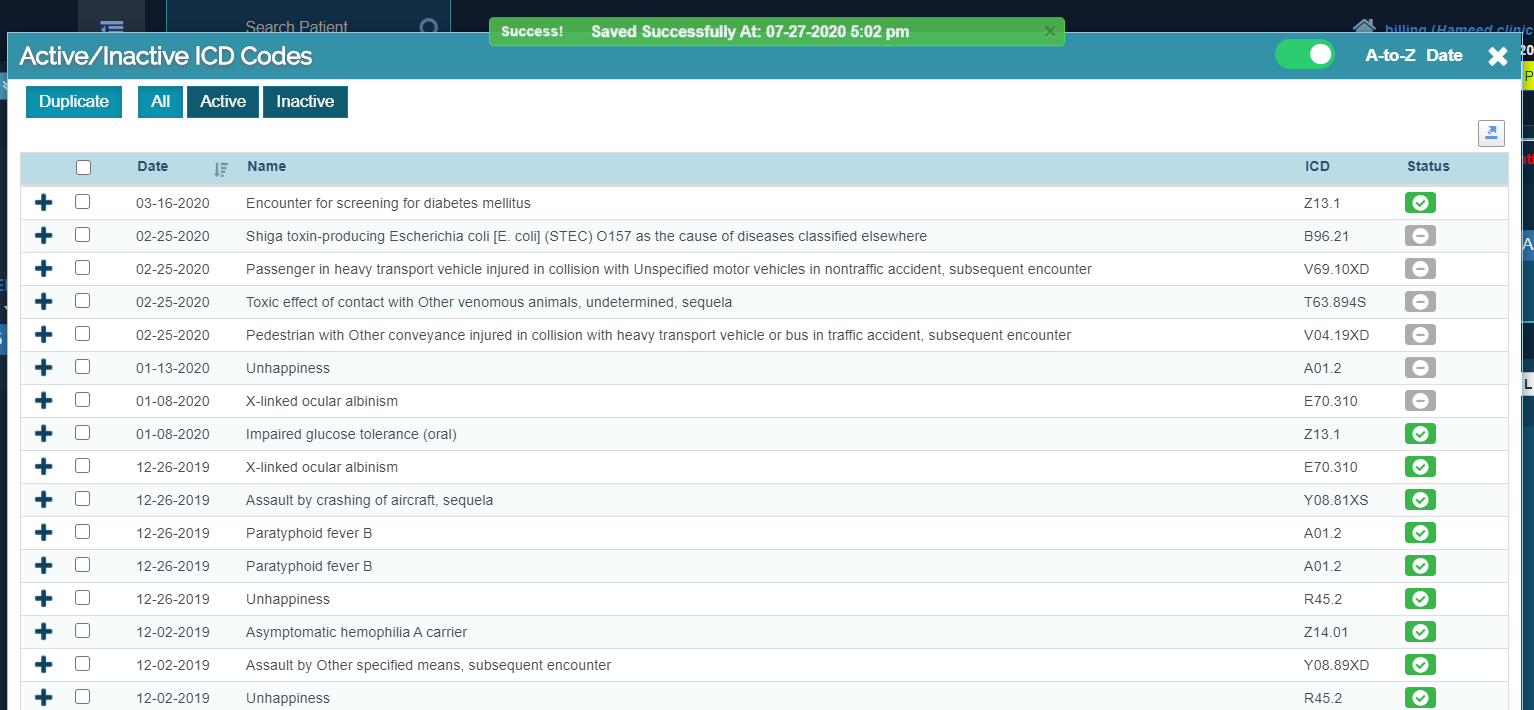 Search Patient
billing (Hameed clinic
Success! Saved Successfully At: 07-27-2020 5:02 pm ×
Active/Inactive ICD Codes
A-to-Z Date
Duplicate All Active Inactive
Date Name ICD Status
03-16-2020 Encounter for screening for diabetes mellitus Z13.1
02-25-2020 Shiga toxin-producing Escherichia coli [E. coli] (STEC) O157 as the cause of diseases classified elsewhere B96.21
02-25-2020 Passenger in heavy transport vehicle injured in collision with Unspecified motor vehicles in nontraffic accident, subsequent encounter V69.10XD
02-25-2020 Toxic effect of contact with Other venomous animals, undetermined, sequela T63.894S
02-25-2020 Pedestrian with Other conveyance injured in collision with heavy transport vehicle or bus in traffic accident, subsequent encounter V04.19XD
01-13-2020 Unhappiness A01.2
01-08-2020 X-linked ocular albinism E70.310
01-08-2020 Impaired glucose tolerance (oral) Z13.1
12-26-2019 X-linked ocular albinism E70.310
12-26-2019 Assault by crashing of aircraft, sequela Y08.81XS
12-26-2019 Paratyphoid fever B A01.2
12-26-2019 Paratyphoid fever B A01.2
12-26-2019 Unhappiness R45.2
12-02-2019 Asymptomatic hemophilia A carrier Z14.01
12-02-2019 Assault by Other specified means, subsequent encounter Y08.89XD
12-02-2019 Unhappiness R45.2